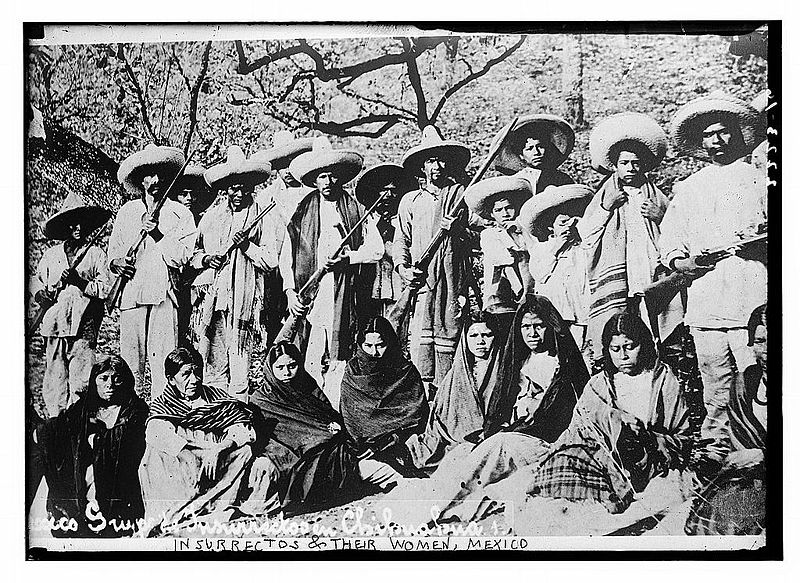 Grupo de Insurrectos en Chihuahua
INSURRECTOS & THEIR WOMEN, MEXICO